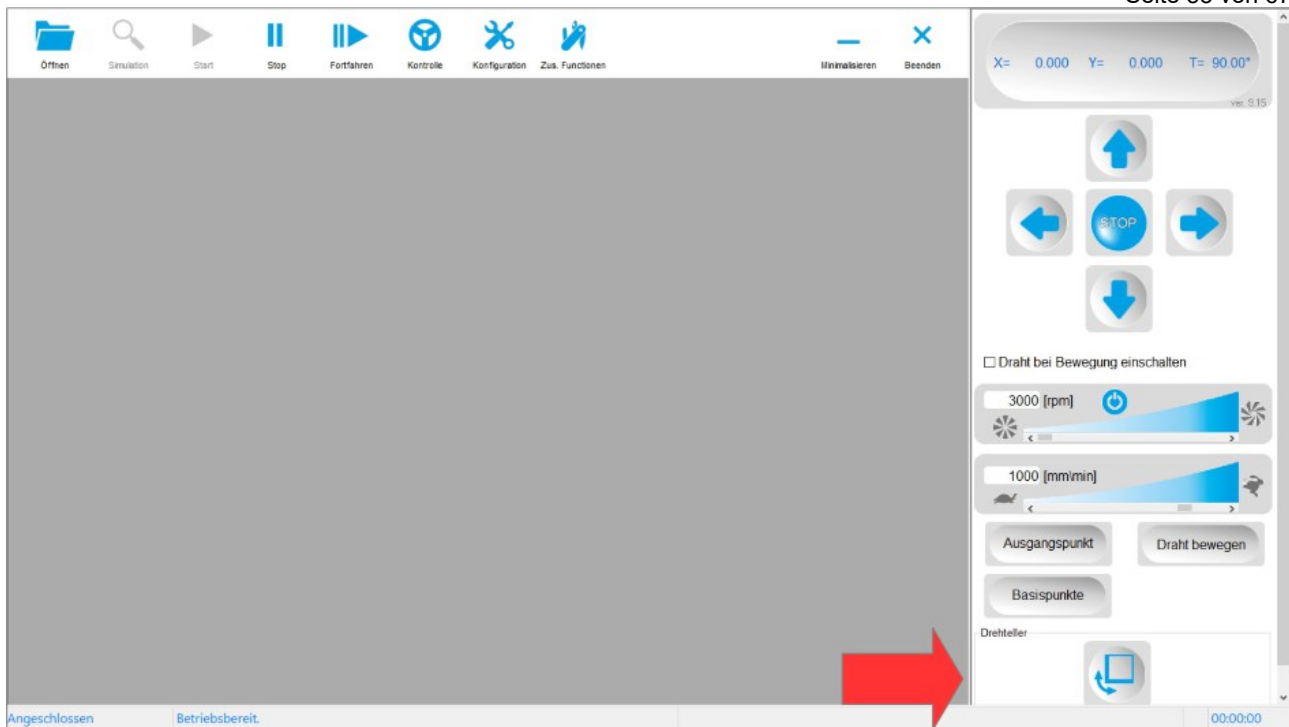 Öffnen Simulation Start Stop Fortfahren Kontrolle Konfiguration Zus. Functionen Minimalisieren Beenden
X= 0.000 Y= 0.000 T= 90.00°
ver. 9.15
STOP
Draht bei Bewegung einschalten
3000 [rpm]
1000 [mm\min]
Ausgangspunkt Draht bewegen
Basispunkte
Drehteller
Angeschlossen Betriebsbereit. 00:00:00